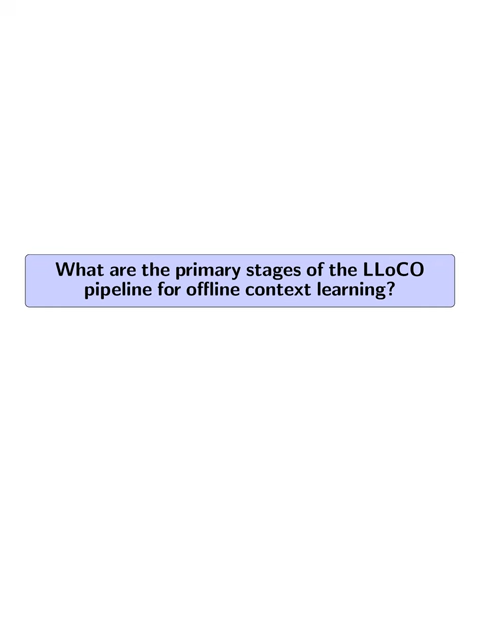 What are the primary stages of the LLoCO
pipeline for offline context learning?